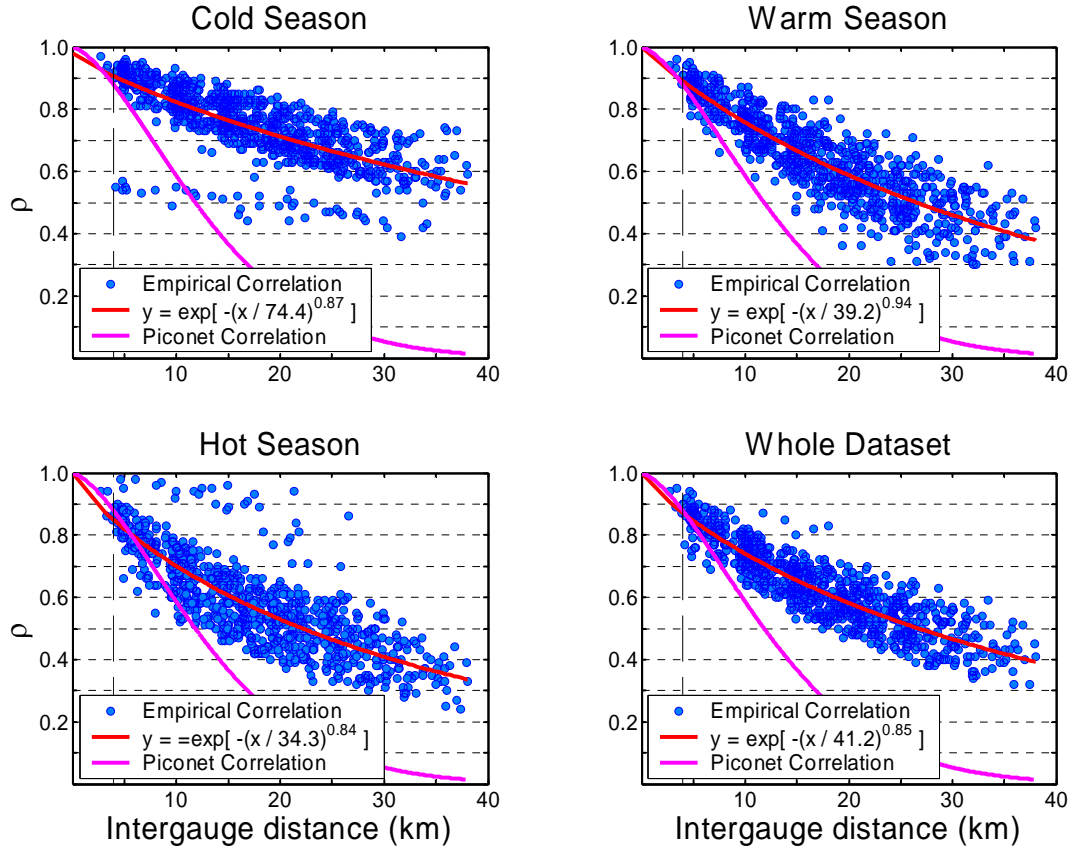 Cold Season
1.0
0.8
0.6
0.4
0.2
ρ
Empirical Correlation
y = exp[ -(x / 74.4)^0.87 ]
Piconet Correlation
10
20
30
40
Warm Season
1.0
0.8
0.6
0.4
0.2
Empirical Correlation
y = exp[ -(x / 39.2)^0.94 ]
Piconet Correlation
10
20
30
40
Hot Season
1.0
0.8
0.6
0.4
0.2
ρ
Empirical Correlation
y = =exp[ -(x / 34.3)^0.84 ]
Piconet Correlation
10
20
30
40
Intergauge distance (km)
Whole Dataset
1.0
0.8
0.6
0.4
0.2
Empirical Correlation
y = exp[ -(x / 41.2)^0.85 ]
Piconet Correlation
10
20
30
40
Intergauge distance (km)